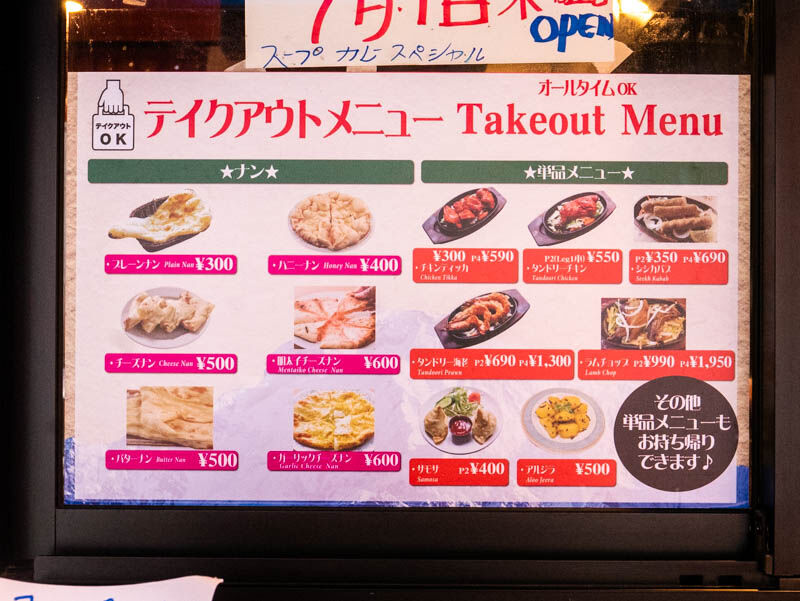 OPEN
スープ カレースペシャル
オールタイムOK
テイクアウト
OK
テイクアウトメニュー Takeout Menu
★ナン★
★単品メニュー★
・プレーンナン Plain Nan ¥300
・ハニーナン Honey Nan ¥400
¥300 P4¥590
・チキンティッカ
Chicken Tikka
P2(Leg1本)¥550
・タンドリーチキン
Tandoori Chicken
P2¥350 P4¥690
・シシカバブ
Seekh Kabab
・チーズナン Cheese Nan ¥500
・明太子チーズナン ¥600
Mentaiko Cheese Nan
・タンドリー海老 P2¥690 P4¥1,300
Tandoori Prawn
・ラムチョップ P2¥990 P4¥1,950
Lamb Chop
・バターナン Butter Nan ¥500
・ガーリックチーズナン ¥600
Garlic Cheese Nan
・サモサ P2¥400
Samosa
・アルジラ ¥500
Aloo Jeera
その他
単品メニューも
お持ち帰り
できます♪